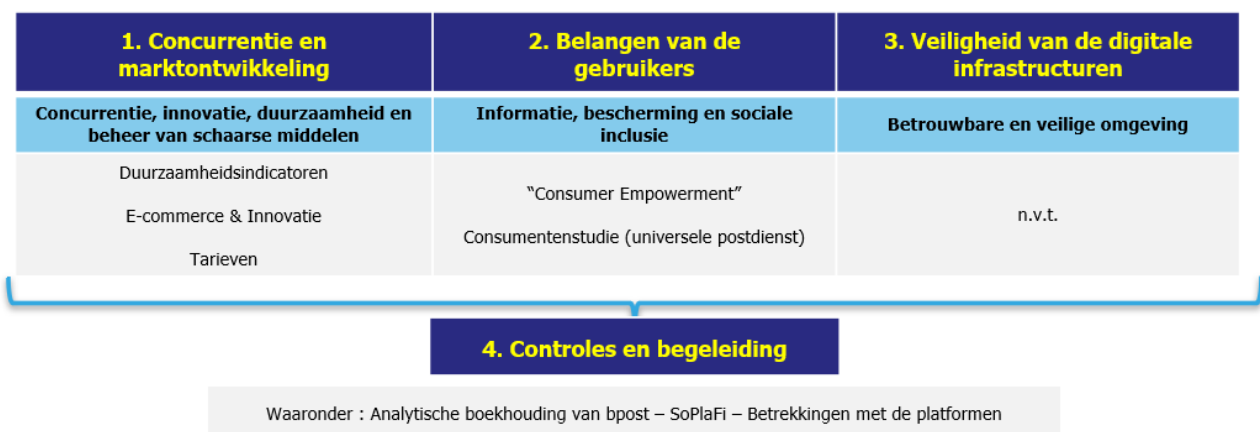 1. Concurrentie en
marktontwikkeling
2. Belangen van de
gebruikers
3. Veiligheid van de digitale
infrastructuren
Concurrentie, innovatie, duurzaamheid en
beheer van schaarse middelen
Informatie, bescherming en sociale
inclusie
Betrouwbare en veilige omgeving
Duurzaamheidsindicatoren
E-commerce & Innovatie
Tarieven
“Consumer Empowerment”
Consumentenstudie (universele postdienst)
n.v.t.
4. Controles en begeleiding
Waaronder : Analytische boekhouding van bpost – SoPlaFi – Betrekkingen met de platformen